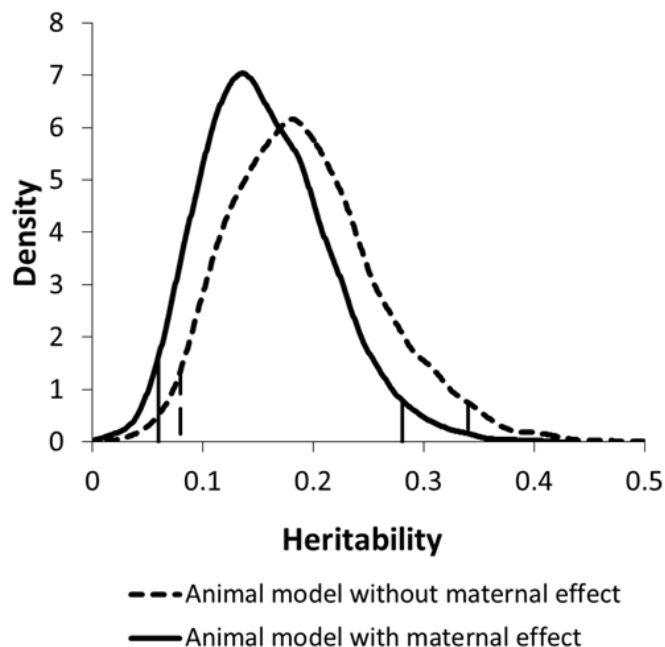 8
7
6
5
4
3
2
1
0
Density
0 0.1 0.2 0.3 0.4 0.5
Heritability
Animal model without maternal effect
Animal model with maternal effect